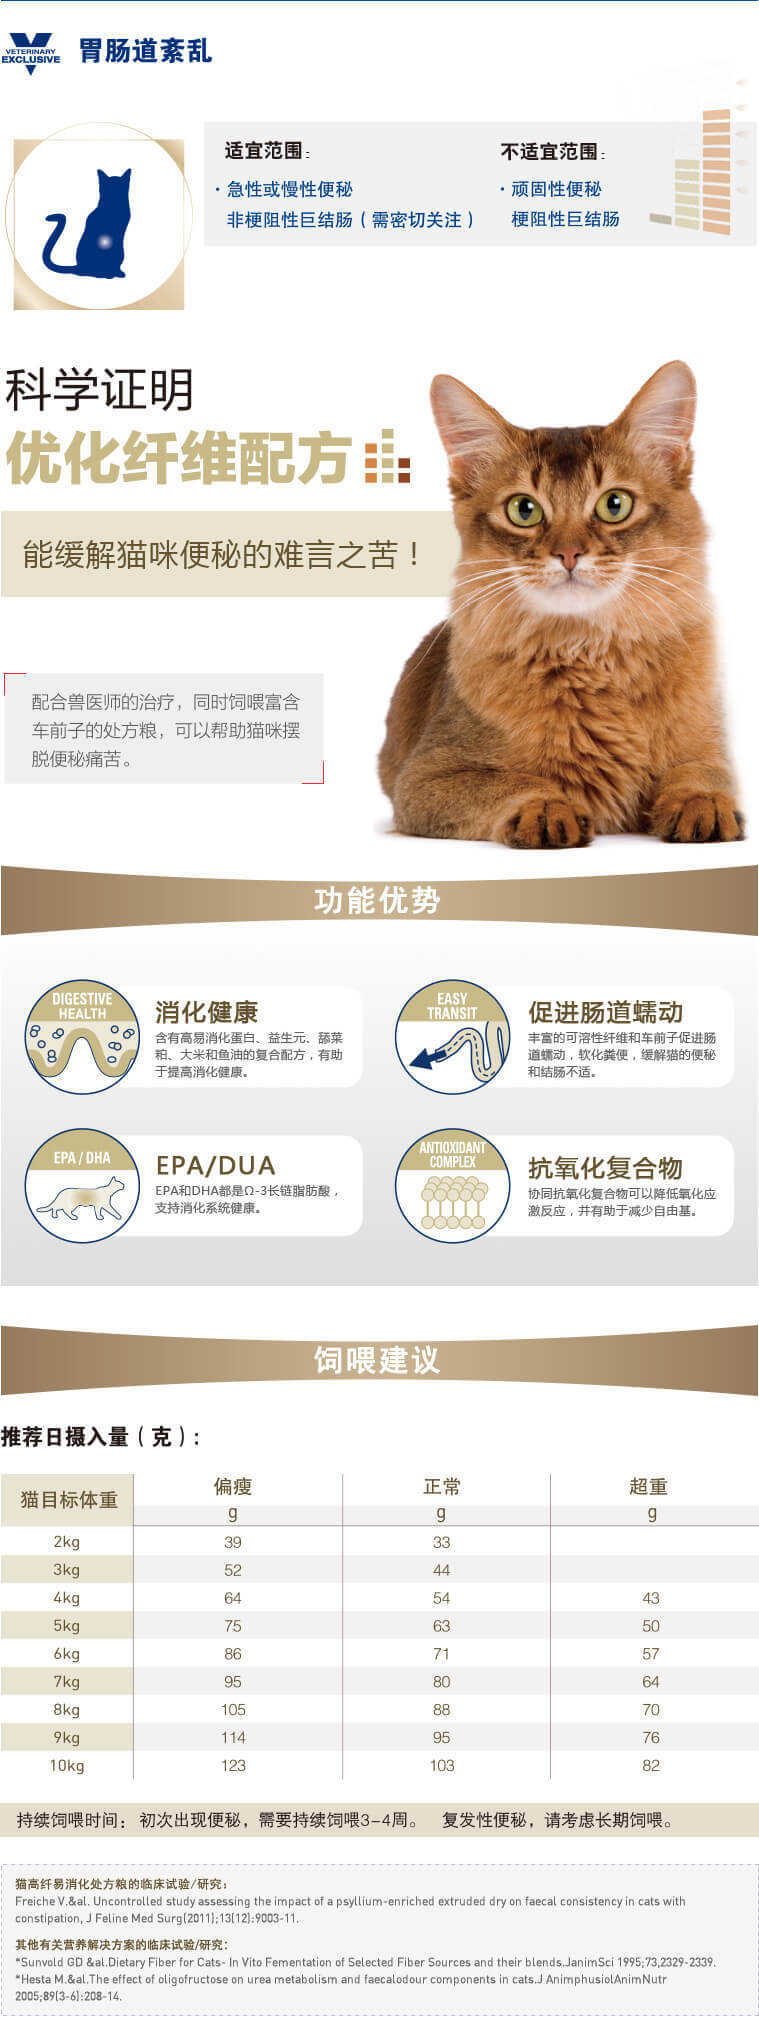 VETERINARY
EXCLUSIVE
胃肠道紊乱
适宜范围：
· 急性或慢性便秘
非梗阻性巨结肠（需密切关注）
不适宜范围：
· 顽固性便秘
梗阻性巨结肠
科学证明
优化纤维配方
能缓解猫咪便秘的难言之苦！
配合兽医师的治疗，同时饲喂富含
车前子的处方粮，可以帮助猫咪摆
脱便秘痛苦。
功能优势
DIGESTIVE
HEALTH
消化健康
含有高易消化蛋白、益生元、舔菜
粕、大米和鱼油的复合配方，有助
于提高消化健康。
EASY
TRANSIT
促进肠道蠕动
丰富的可溶性纤维和车前子促进肠
道蠕动，软化粪便，缓解猫的便秘
和结肠不适。
EPA / DHA
EPA/DUA
EPA和DHA都是Ω-3长链脂肪酸，
支持消化系统健康。
ANTIOXIDANT
COMPLEX
抗氧化复合物
协同抗氧化复合物可以降低氧化应
激反应，并有助于减少自由基。
饲喂建议
推荐日摄入量（克）：
猫目标体重 偏瘦 正常 超重
g g g
2kg 39 33
3kg 52 44
4kg 64 54 43
5kg 75 63 50
6kg 86 71 57
7kg 95 80 64
8kg 105 88 70
9kg 114 95 76
10kg 123 103 82
持续饲喂时间： 初次出现便秘，需要持续饲喂3-4周。 复发性便秘，请考虑长期饲喂。
猫高纤易消化处方粮的临床试验/研究：
Freiche V.&al. Uncontrolled study assessing the impact of a psyllium-enriched extruded dry on faecal consistency in cats with
constipation, J Feline Med Surg(2011);13(12):9003-11.
其他有关营养解决方案的临床试验/研究：
*Sunvold GD &al.Dietary Fiber for Cats- In Vito Fementation of Selected Fiber Sources and their blends.JanimSci 1995;73,2329-2339.
*Hesta M.&al.The effect of oligofructose on urea metabolism and faecalodour components in cats.J AnimphusiolAnimNutr
2005;89(3-6):208-14.